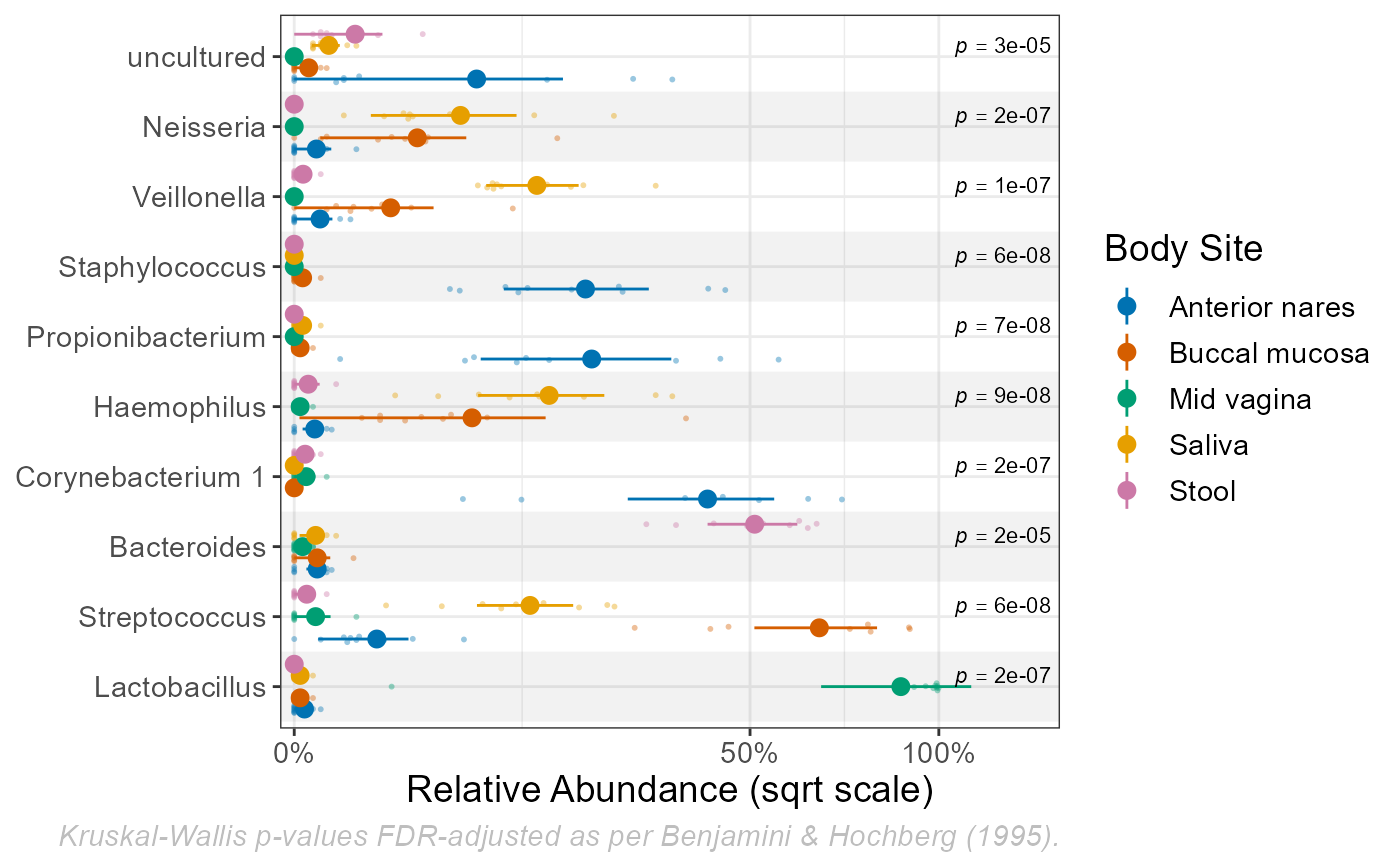 uncultured
p = 3e-05
Neisseria
p = 2e-07
Veillonella
p = 1e-07
Staphylococcus
p = 6e-08
Propionibacterium
p = 7e-08
Haemophilus
p = 9e-08
Corynebacterium 1
p = 2e-07
Bacteroides
p = 2e-05
Streptococcus
p = 6e-08
Lactobacillus
p = 2e-07
0% 50% 100%
Relative Abundance (sqrt scale)
Kruskal-Wallis p-values FDR-adjusted as per Benjamini & Hochberg (1995).
Body Site
Anterior nares
Buccal mucosa
Mid vagina
Saliva
Stool